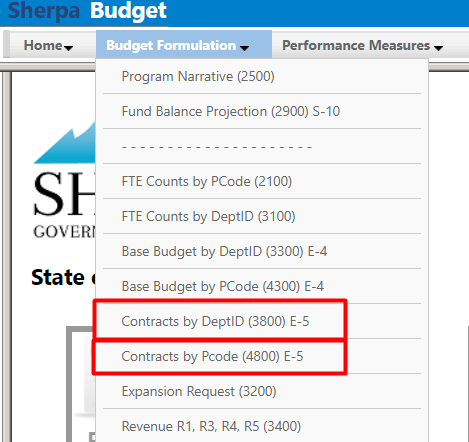 Sherpa Budget
Home Budget Formulation Performance Measures
Program Narrative (2500)
Fund Balance Projection (2900) S-10
- - - - - - - - - - - - - - - - - - - - -
FTE Counts by PCode (2100)
FTE Counts by DeptID (3100)
Base Budget by DeptID (3300) E-4
Base Budget by PCode (4300) E-4
Contracts by DeptID (3800) E-5
Contracts by Pcode (4800) E-5
Expansion Request (3200)
Revenue R1, R3, R4, R5 (3400)
SH
GOVERN
State